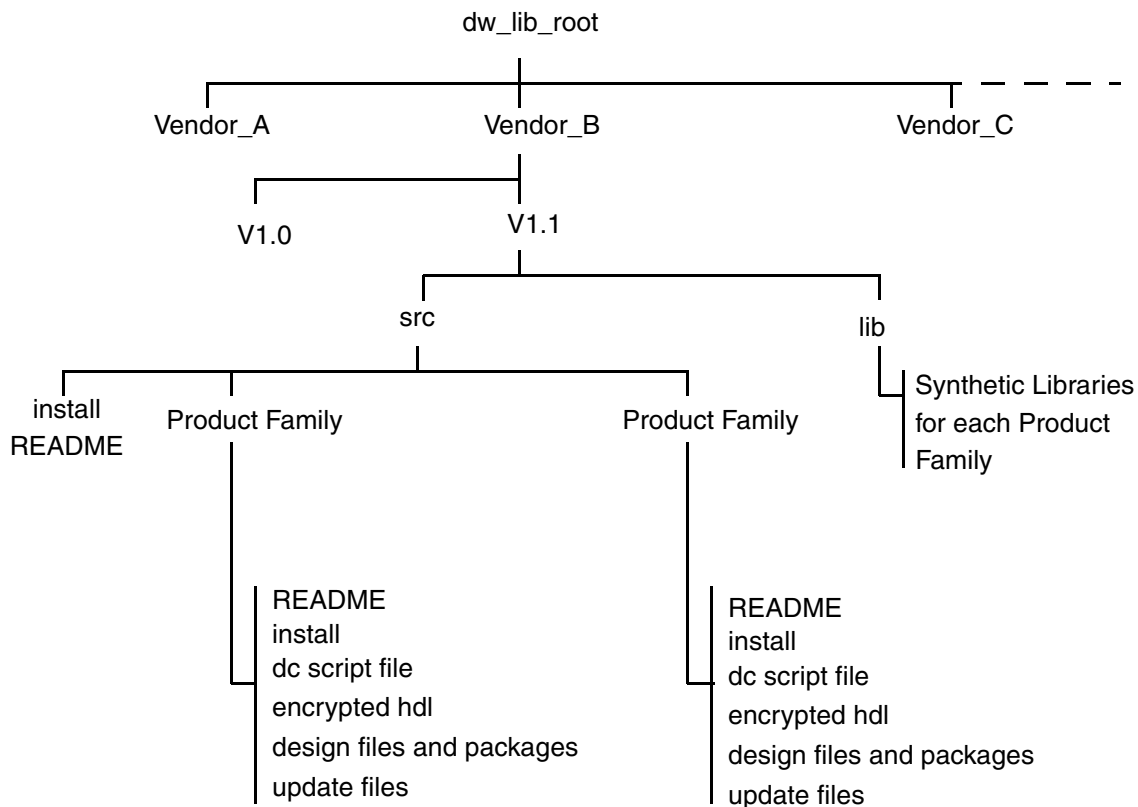 dw_lib_root
Vendor_A
Vendor_B
Vendor_C
V1.0
V1.1
src
lib
install
README
Product Family
Product Family
Synthetic Libraries
for each Product
Family
README
install
dc script file
encrypted hdl
design files and packages
update files
README
install
dc script file
encrypted hdl
design files and packages
update files